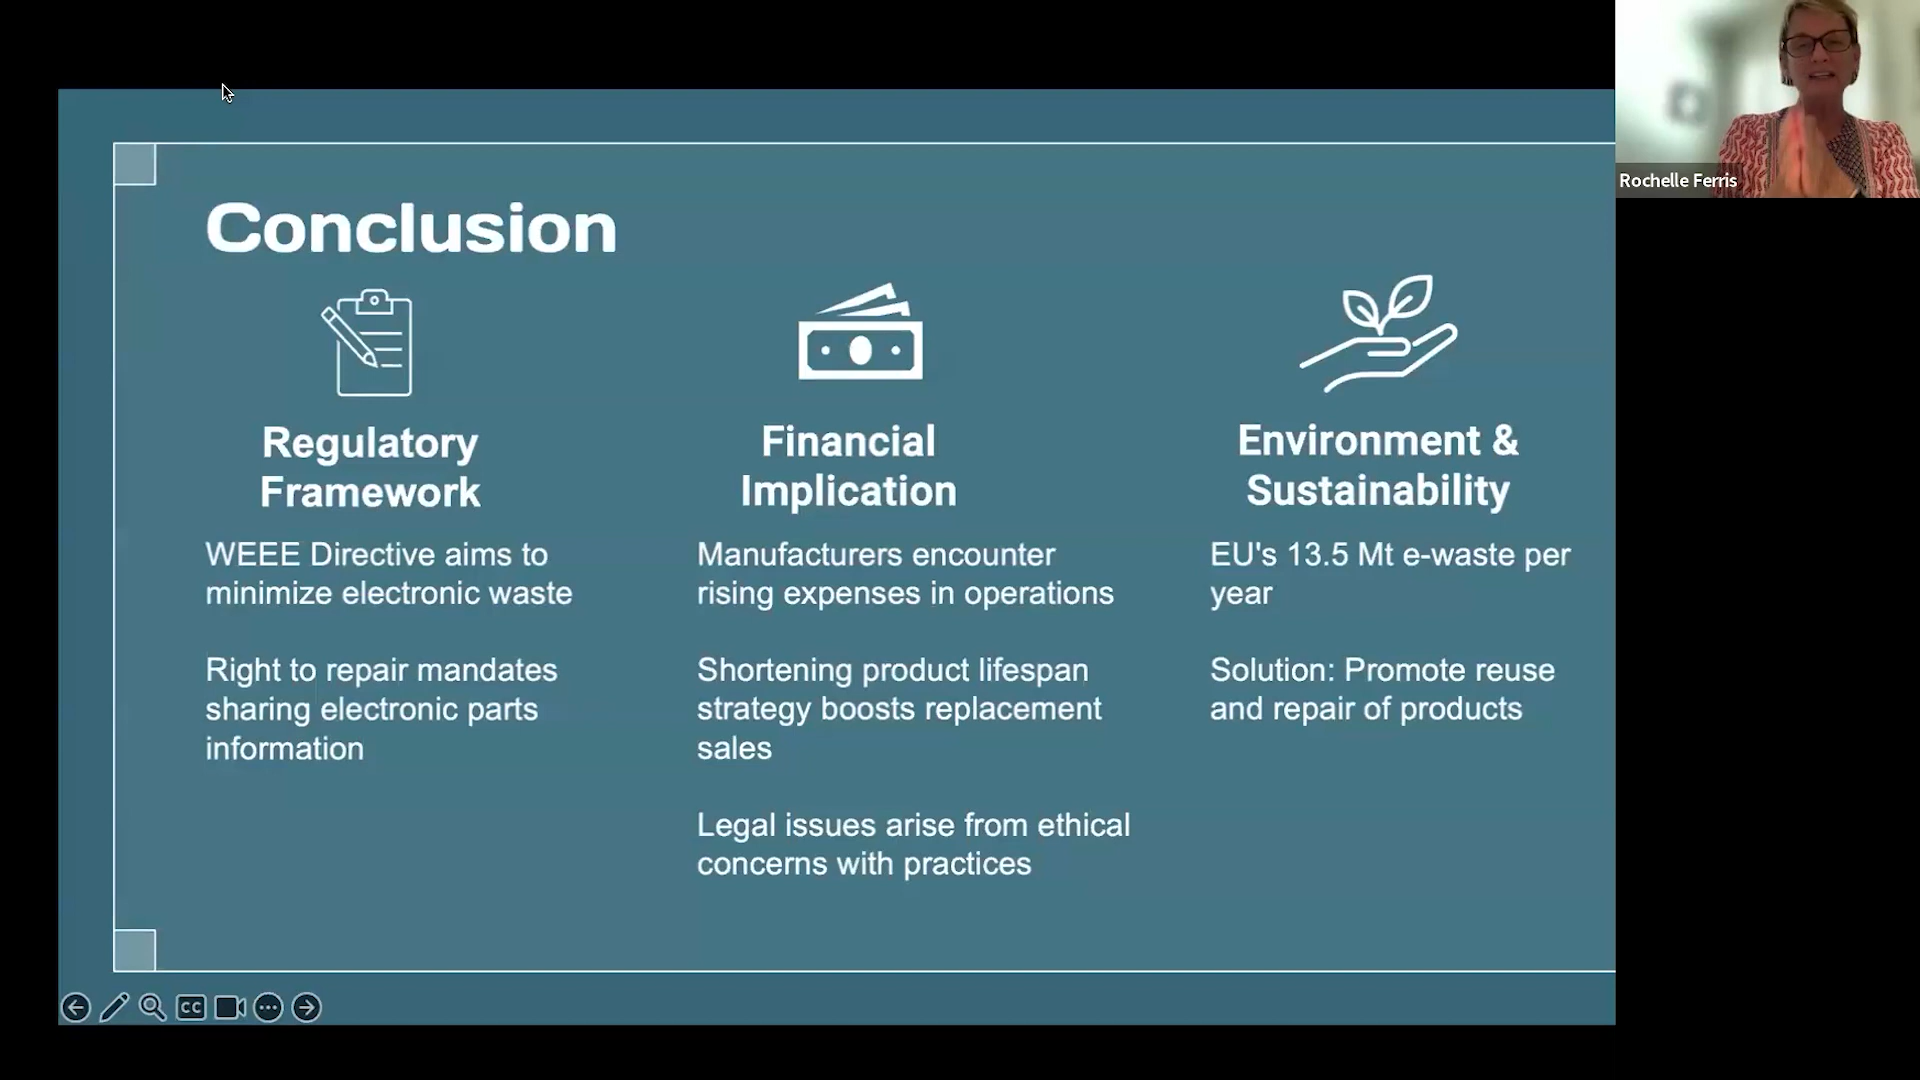 Conclusion
Regulatory
Framework
WEEE Directive aims to
minimize electronic waste
Right to repair mandates
sharing electronic parts
information
Financial
Implication
Manufacturers encounter
rising expenses in operations
Shortening product lifespan
strategy boosts replacement
sales
Legal issues arise from ethical
concerns with practices
Environment &
Sustainability
EU's 13.5 Mt e-waste per
year
Solution: Promote reuse
and repair of products
CC
Rochelle Ferris